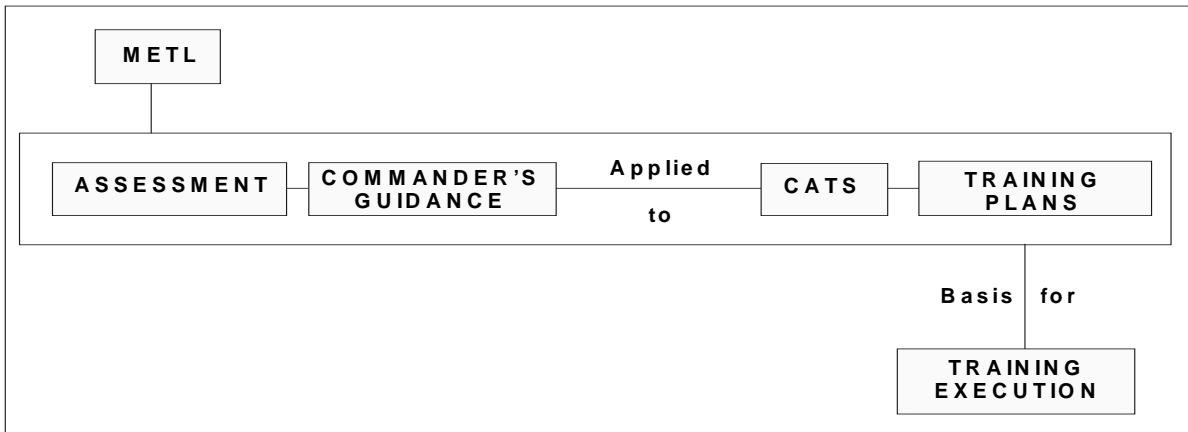 METL
ASSESSMENT
COMMANDER'S
GUIDANCE
Applied
to
CATS
TRAINING
PLANS
Basis for
TRAINING
EXECUTION